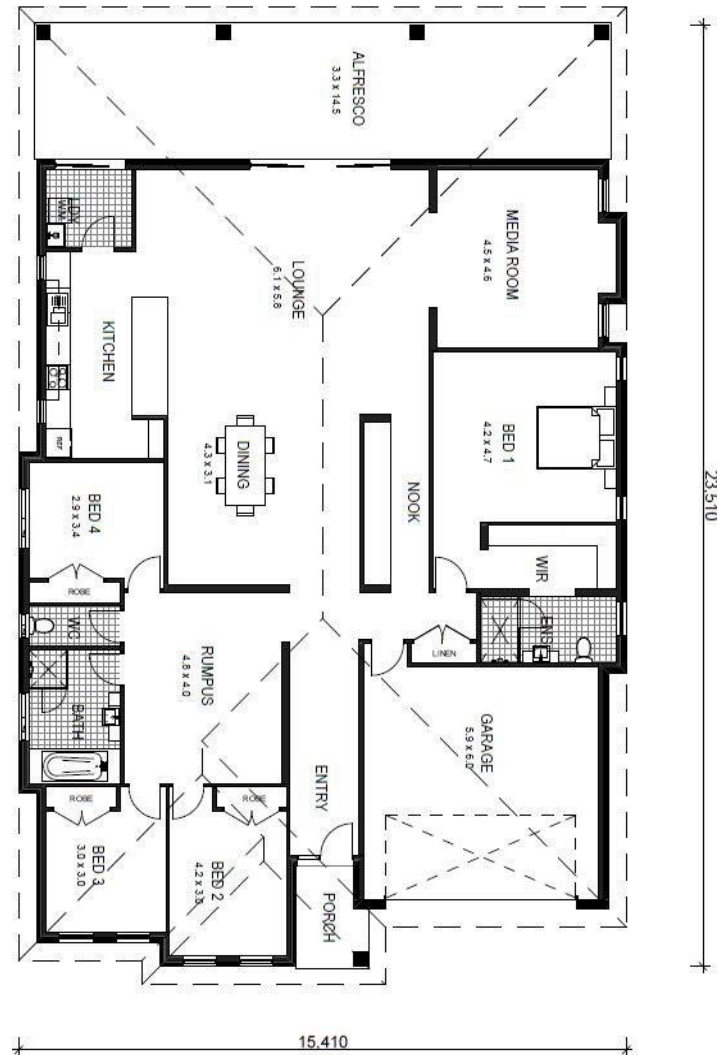 ALFRESCO
3.3 x 14.5
LDY
W.M.
MEDIA ROOM
4.5 x 4.6
LOUNGE
6.1 x 5.8
KITCHEN
REF
DINING
4.3 x 3.1
NOOK
BED 1
4.2 x 4.7
23.510
BED 4
2.9 x 3.4
ROBE
WIR
WC
ENS
LINEN
RUMPUS
4.8 x 4.0
BATH
GARAGE
5.9 x 6.0
ENTRY
ROBE
ROBE
BED 3
3.0 x 3.0
BED 2
4.2 x 3.0
PORCH
15.410